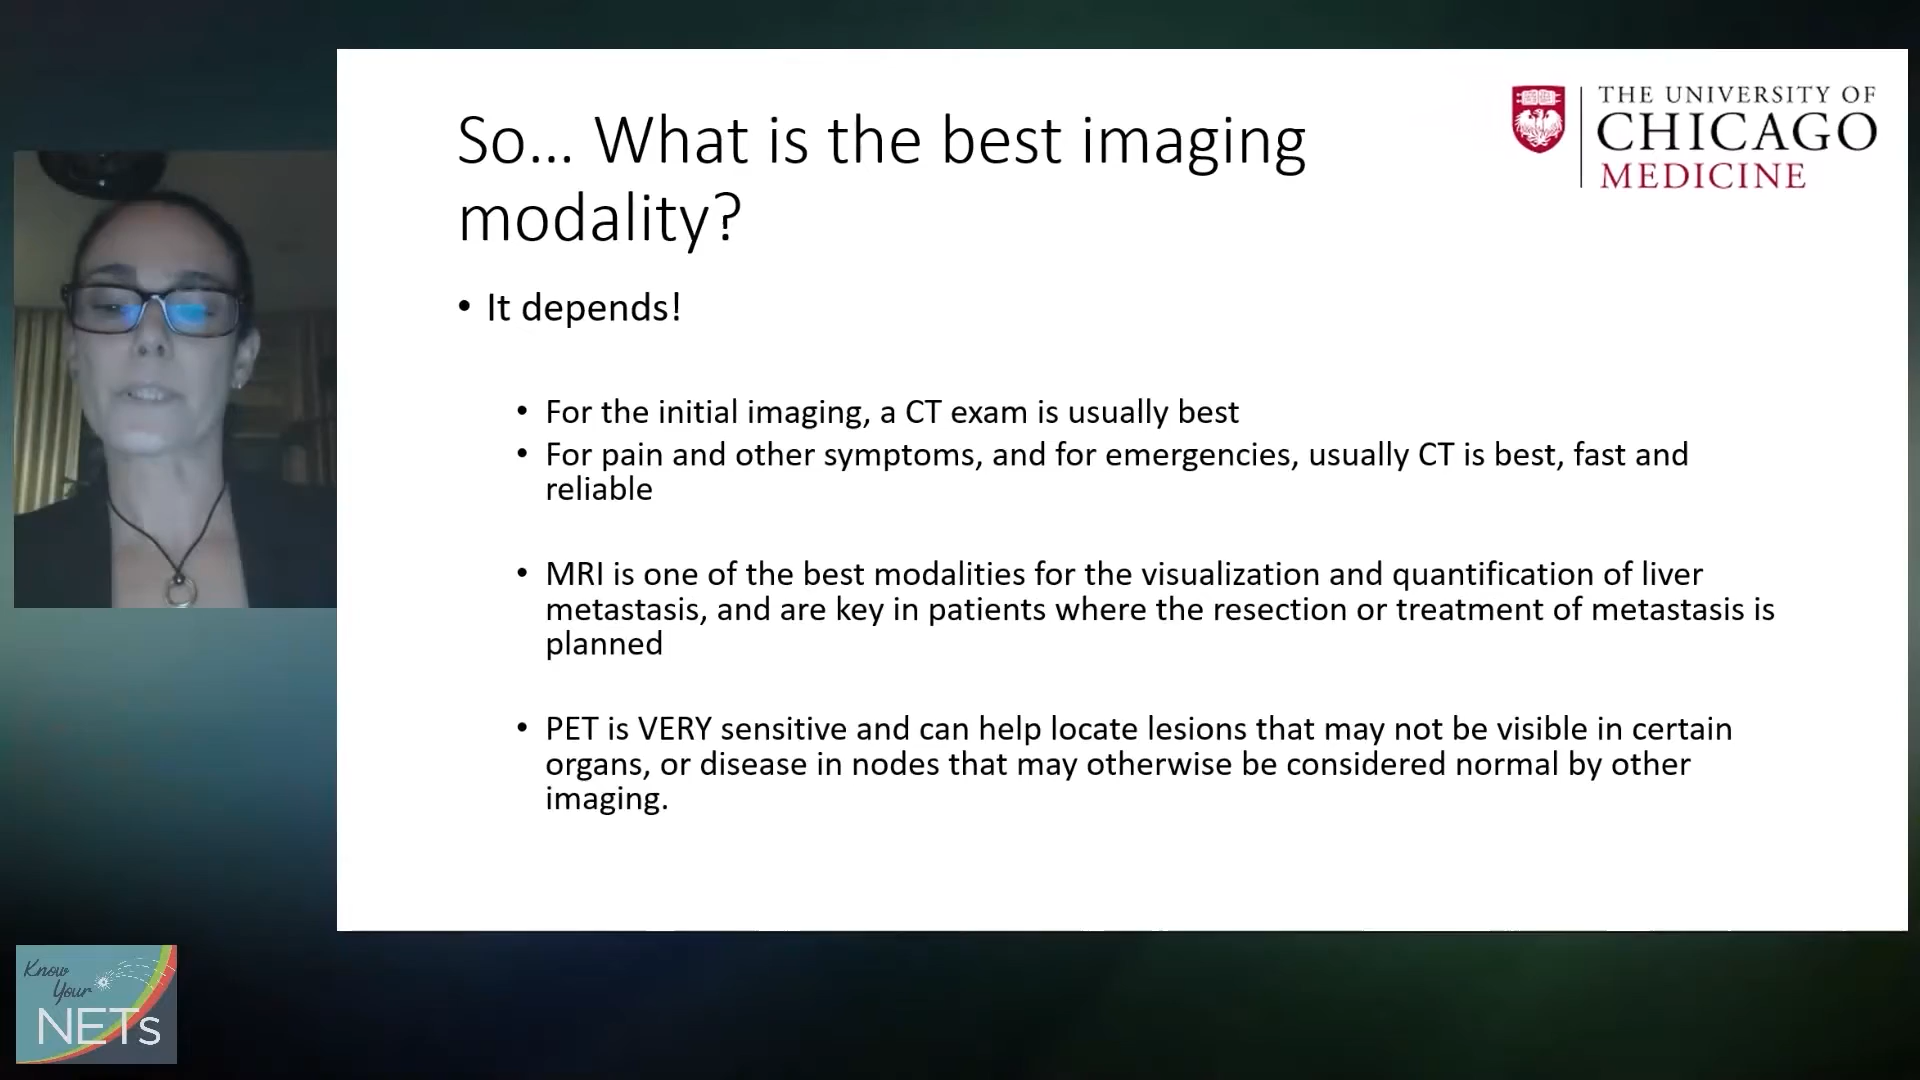 THE UNIVERSITY OF
CHICAGO
MEDICINE
So... What is the best imaging
modality?
• It depends!
• For the initial imaging, a CT exam is usually best
• For pain and other symptoms, and for emergencies, usually CT is best, fast and
reliable
• MRI is one of the best modalities for the visualization and quantification of liver
metastasis, and are key in patients where the resection or treatment of metastasis is
planned
• PET is VERY sensitive and can help locate lesions that may not be visible in certain
organs, or disease in nodes that may otherwise be considered normal by other
imaging.
Know
Your
NETs